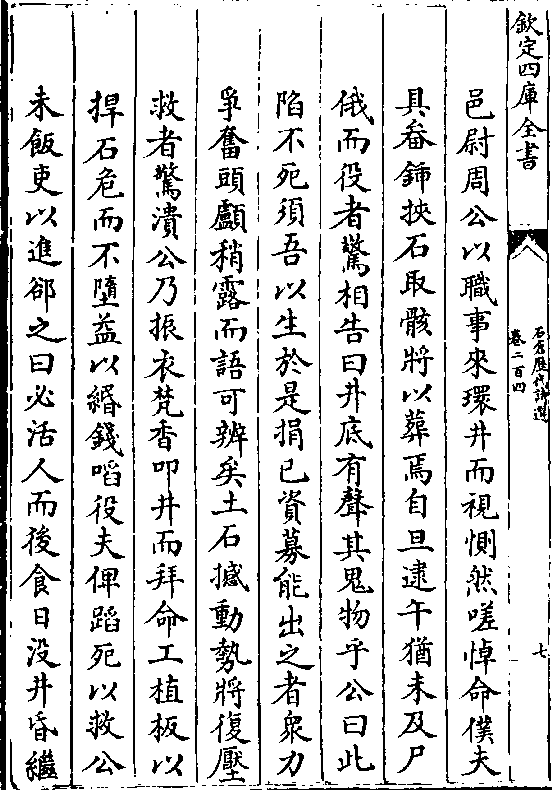 欽定四庫全書
石倉歷代詩選
卷二百四
七
邑尉周公以職事來環井而視惻然嗟悼命僕夫
具畚鍤挾石取骸將以葬焉自旦逮午猶未及尸
俄而役者驚相告曰井底有聲其鬼物乎公曰此
陷不死須吾以生於是捐已資募能出之者衆力
爭奮頭顱稍露而語可辨矣土石撼動勢將復壓
救者驚潰公乃振衣焚香叩井而拜命工植板以
捍石危而不墮益以緡錢啗役夫俾蹈死以救公
未飯吏以進郤之曰必活人而後食日没井昏繼